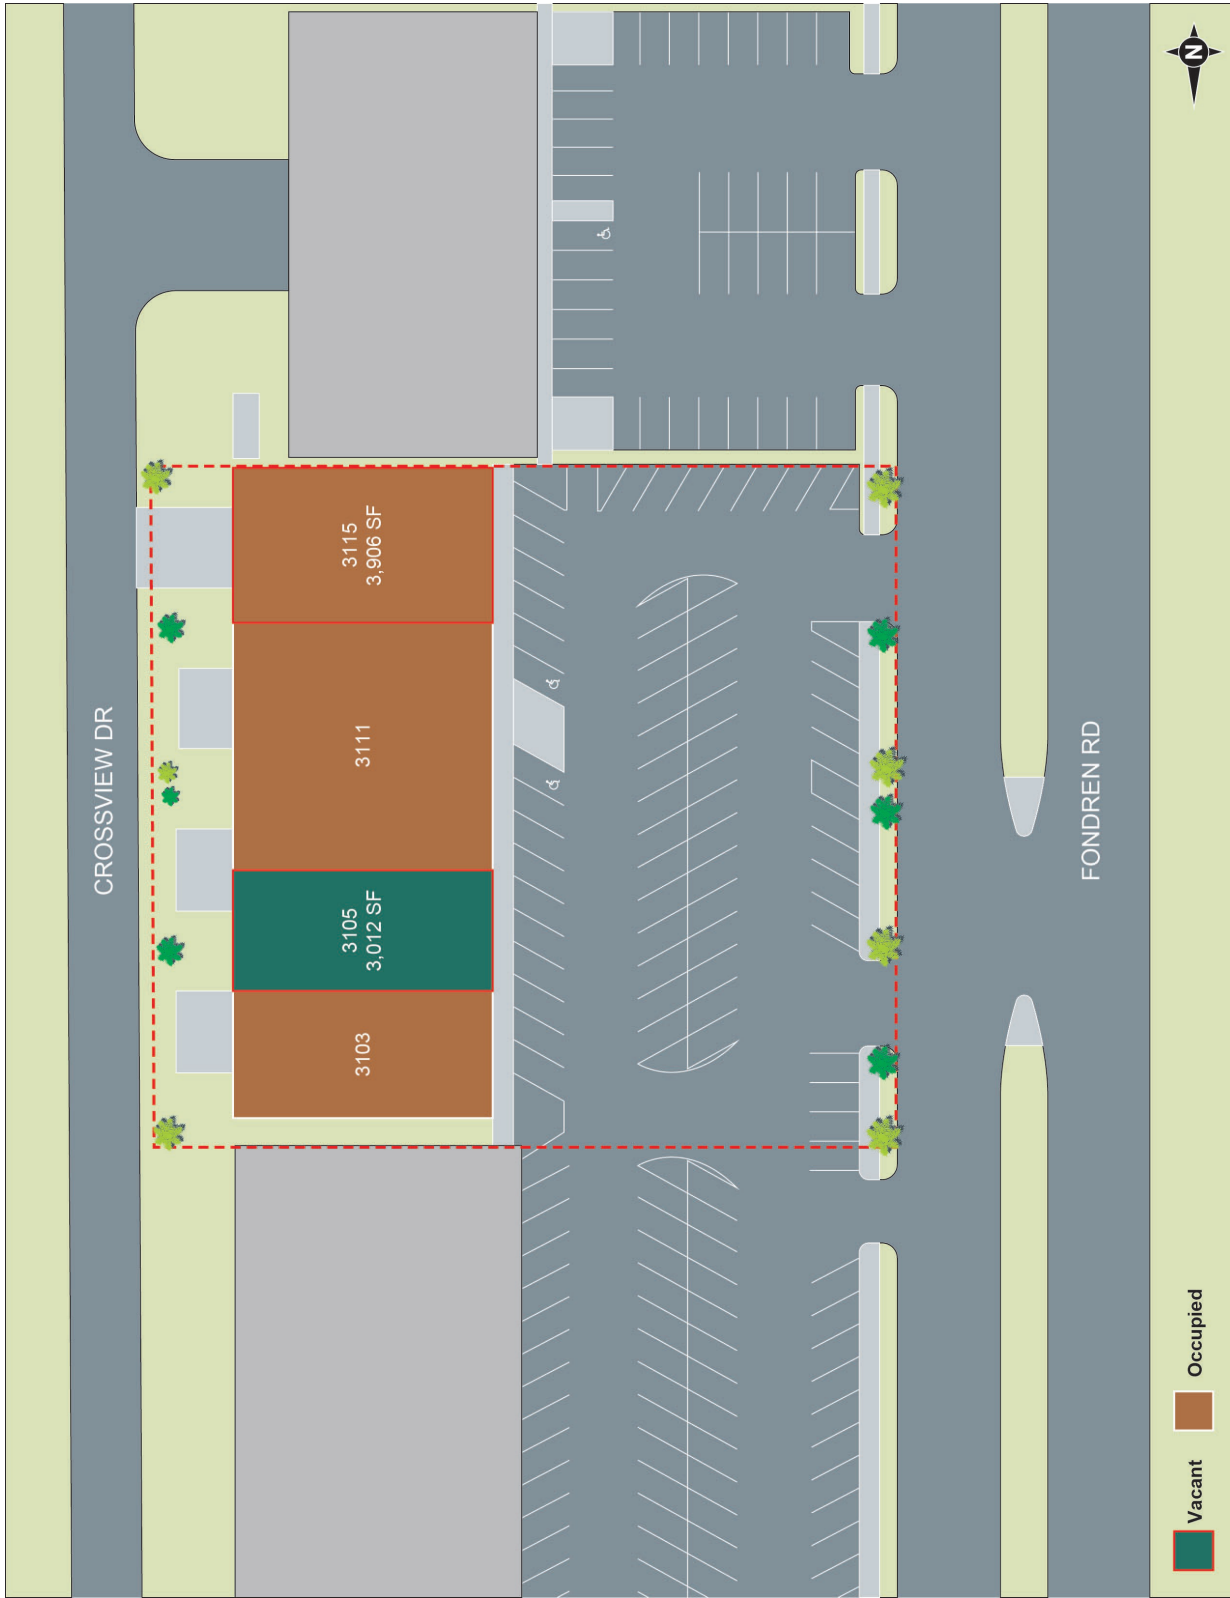 CROSSVIEW DR
3103
3105
3,012 SF
3111
3115
3,906 SF
FONDREN RD
Vacant
Occupied
N